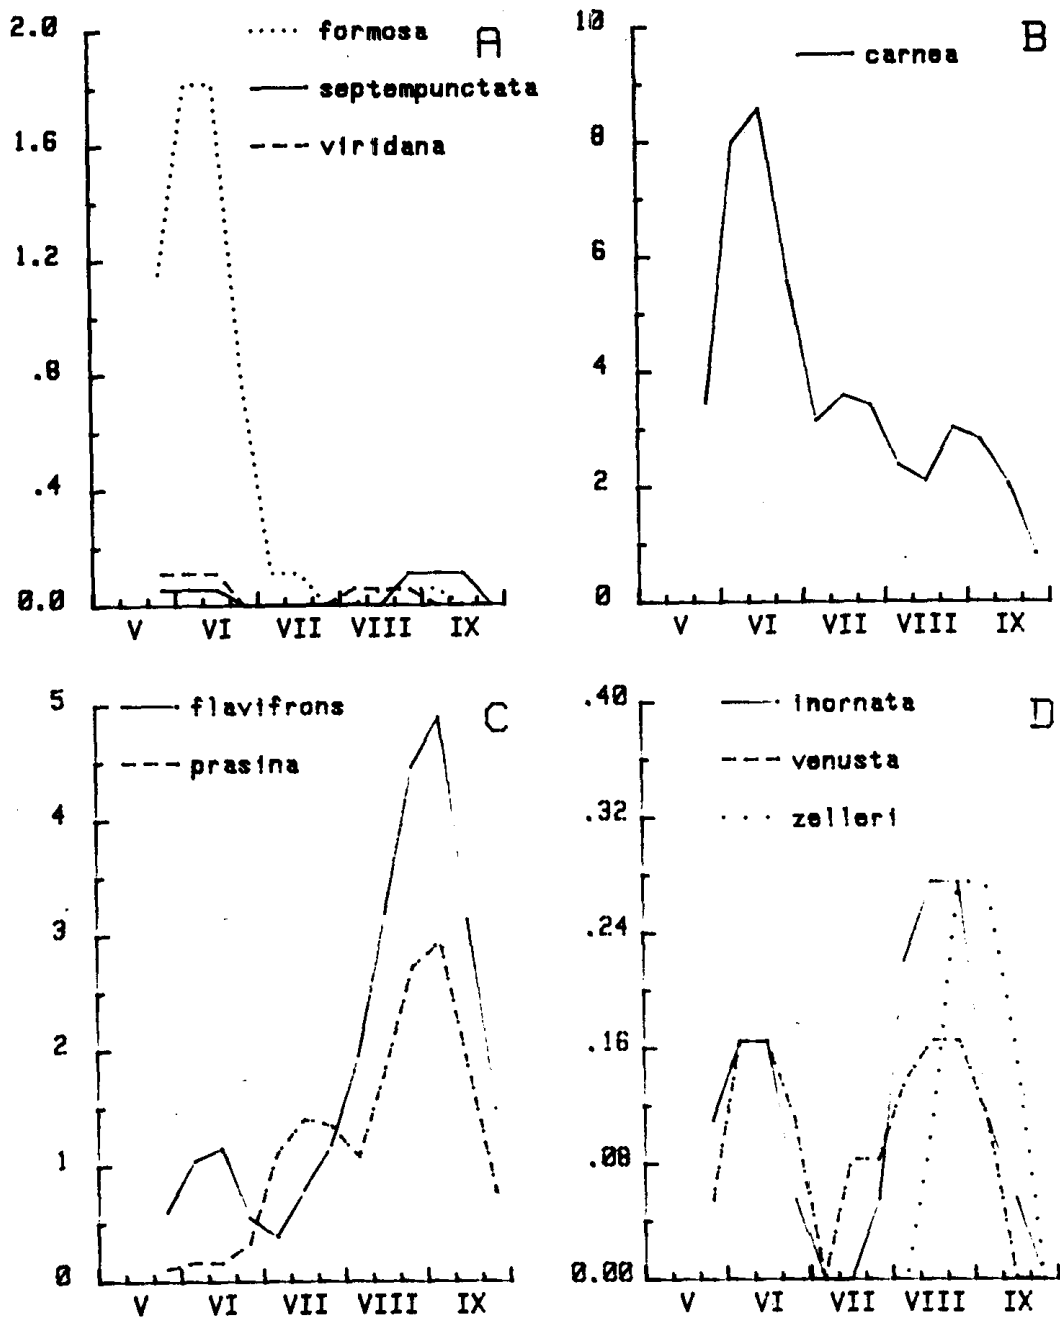 A
2.0
1.6
1.2
.8
.4
0.0
formosa
septempunctata
viridana
V VI VII VIII IX
B
10
8
6
4
2
0
carnea
V VI VII VIII IX
C
5
4
3
2
1
0
flavifrons
prasina
V VI VII VIII IX
D
.40
.32
.24
.16
.08
0.00
inornata
venusta
zelleri
V VI VII VIII IX